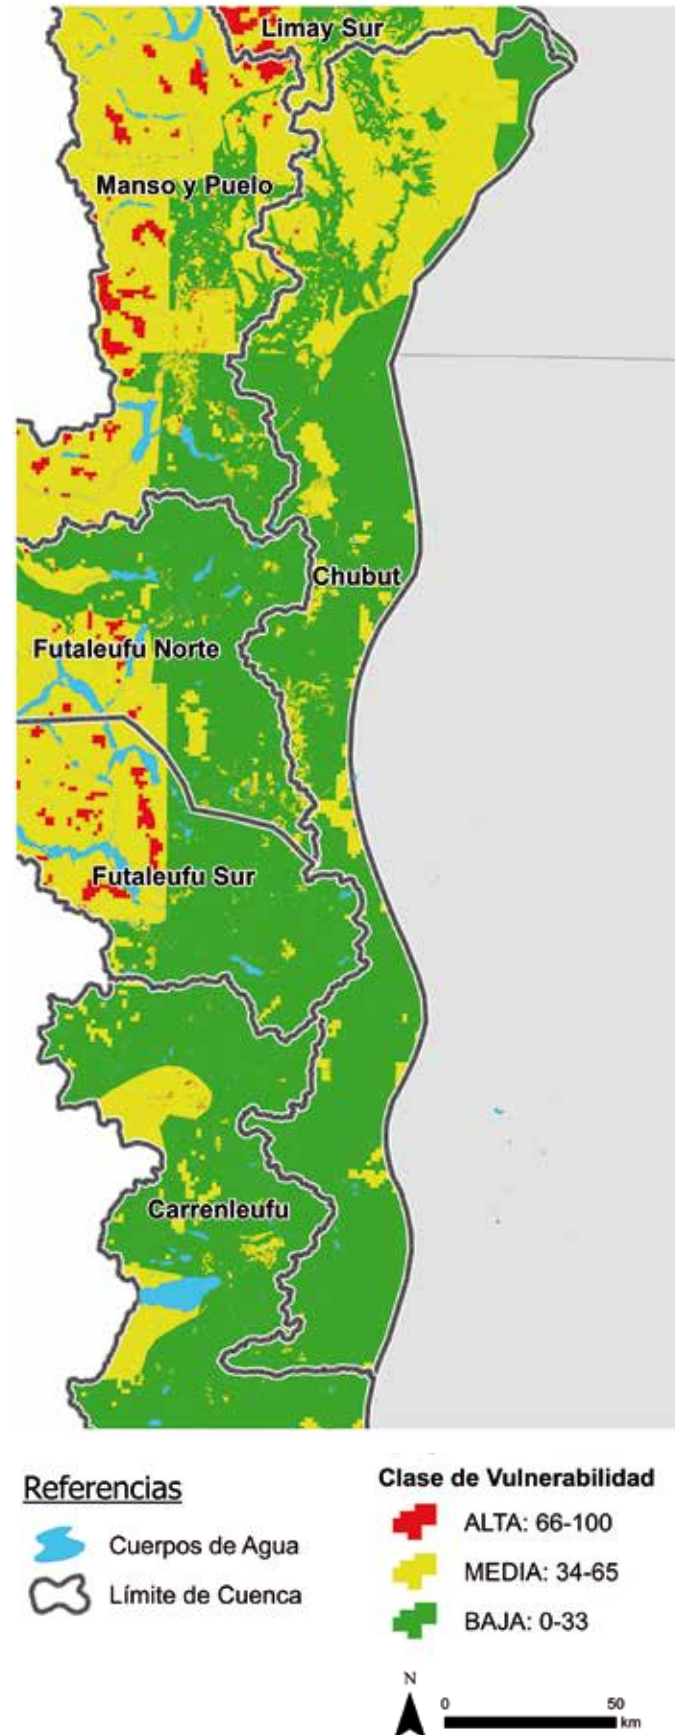 Limay Sur
Manso y Puelo
Chubut
Futaleufu Norte
Futaleufu Sur
Carrenleufu
Referencias
Cuerpos de Agua
Límite de Cuenca
Clase de Vulnerabilidad
ALTA: 66-100
MEDIA: 34-65
BAJA: 0-33
N
0 50
km